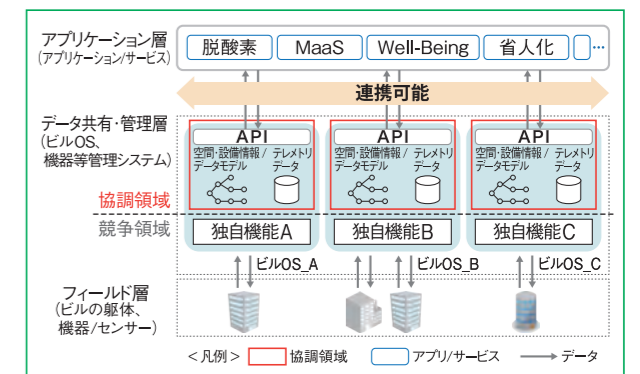 アプリケーション層
(アプリケーション/サービス)
脱酸素 MaaS Well-Being 省人化 …
連携可能
データ共有・管理層
(ビルOS、
機器等管理システム)
API API API
空間・設備情報/ テレメトリ 空間・設備情報/ テレメトリ 空間・設備情報/ テレメトリ
データモデル データ データモデル データ データモデル データ
協調領域
競争領域
独自機能A 独自機能B 独自機能C
ビルOS_A ビルOS_B ビルOS_C
フィールド層
(ビルの躯体、
機器/センサー)
<凡例> 協調領域 アプリ/サービス データ